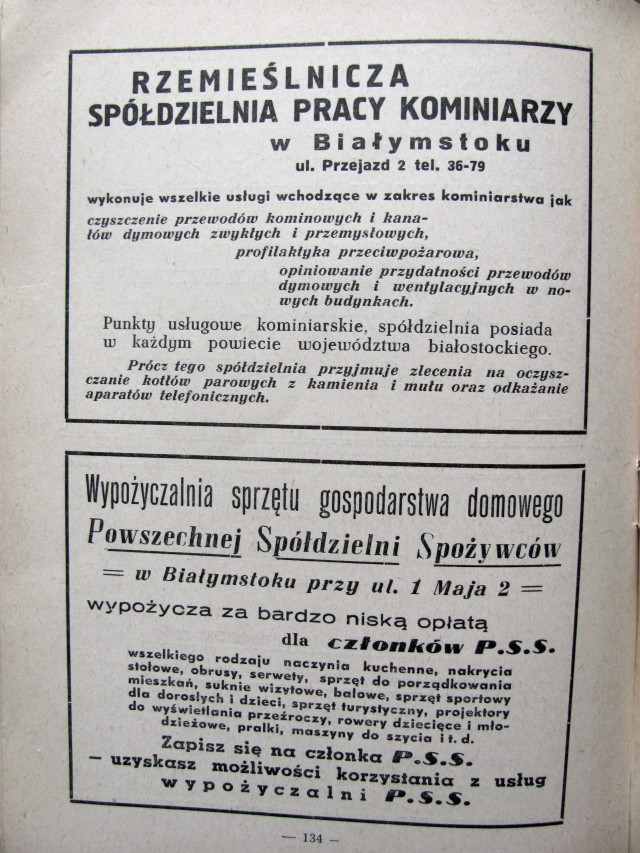 RZEMIEŚLNICZA
SPÓŁDZIELNIA PRACY KOMINIARZY
w Białymstoku
ul. Przejazd 2 tel. 36-79
wykonuje wszelkie usługi wchodzące w zakres kominiarstwa jak
czyszczenie przewodów kominowych i kana-
łów dymowych zwykłych i przemysłowych,
profilaktyka przeciwpożarowa,
opiniowanie przydatności przewodów
dymowych i wentylacyjnych w no-
wych budynkach.
Punkty usługowe kominiarskie, spółdzielnia posiada
w każdym powiecie województwa białostockiego.
Prócz tego spółdzielnia przyjmuje zlecenia na oczysz-
czanie kotłów parowych z kamienia i mułu oraz odkażanie
aparatów telefonicznych.
Wypożyczalnia sprzętu gospodarstwa domowego
Powszechnej Spółdzielni Spożywców
= w Białymstoku przy ul. 1 Maja 2 =
wypożycza za bardzo niską opłatą
dla członków P.S.S.
wszelkiego rodzaju naczynia kuchenne, nakrycia
stołowe, obrusy, serwety, sprzęt do porządkowania
mieszkań, suknie wizytowe, balowe, sprzęt sportowy
dla dorosłych i dzieci, sprzęt turystyczny, projektory
do wyświetlania przeźroczy, rowery dziecięce i mło-
dzieżowe, pralki, maszyny do szycia i t. d.
Zapisz się na członka P.S.S.
– uzyskasz możliwości korzystania z usług
wypożyczalni P.S.S.
— 134 –